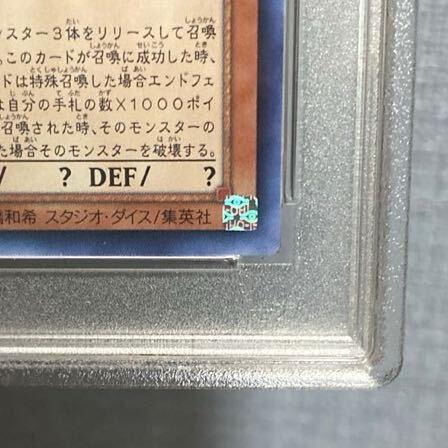 ンスター3体をリリースして召喚
このカードが召喚に成功した時、
ドは特殊召喚した場合エンドフェ
は自分の手札の数×1000ポイ
召喚された時、そのモンスターの
た場合そのモンスターを破壊する。
/ ? DEF/ ?
和希 スタジオ・ダイス/集英社